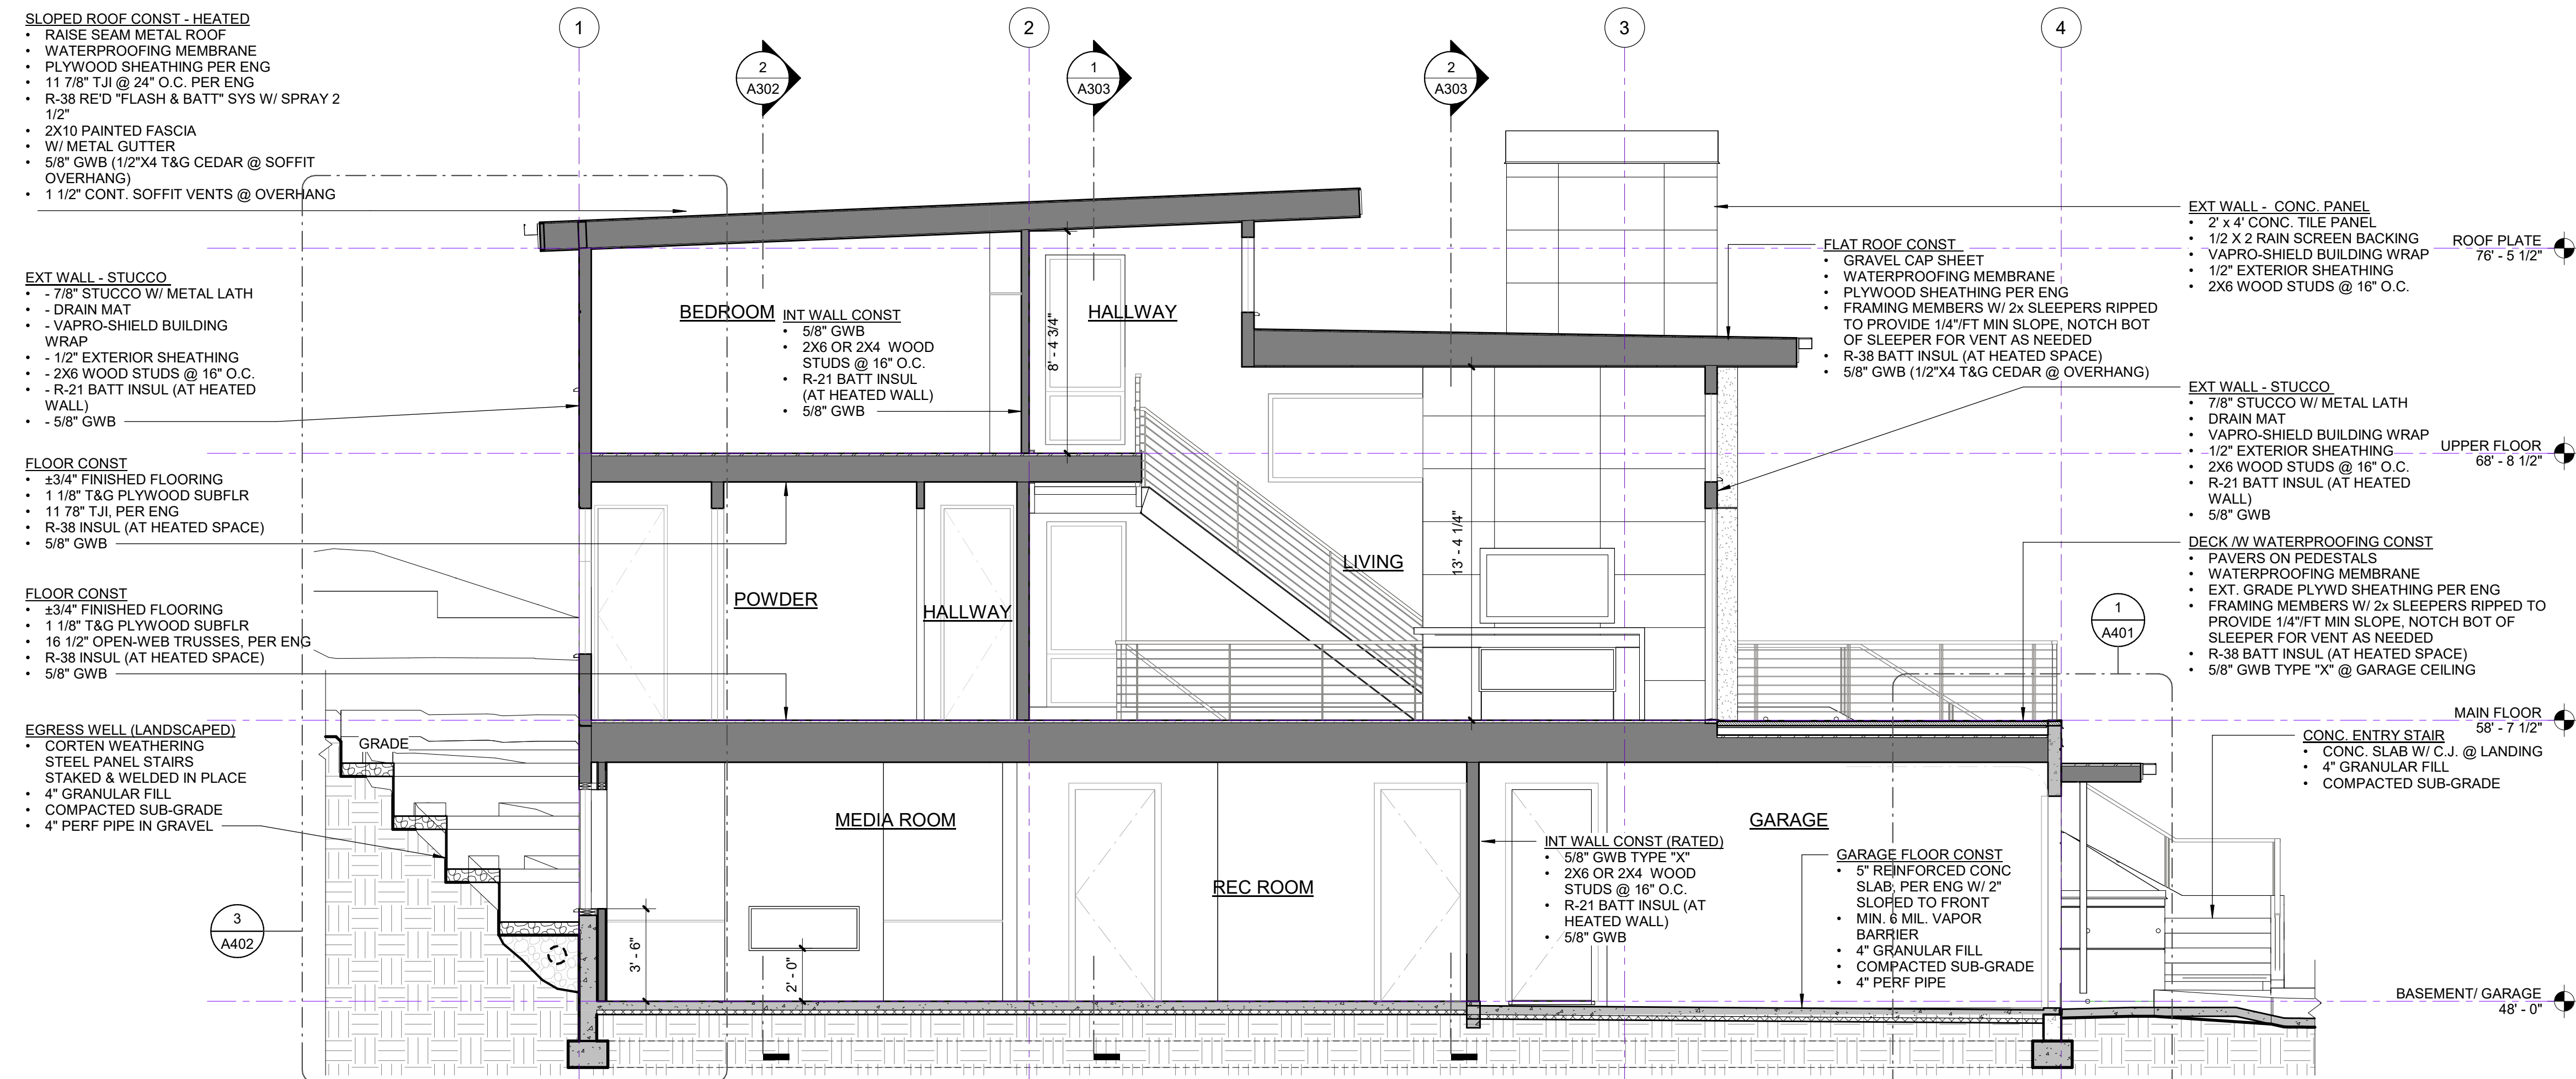 SLOPED ROOF CONST - HEATED
• RAISE SEAM METAL ROOF
• WATERPROOFING MEMBRANE
• PLYWOOD SHEATHING PER ENG
• 11 7/8" TJI @ 24" O.C. PER ENG
• R-38 RE'D "FLASH & BATT" SYS W/ SPRAY 2
1/2"
• 2X10 PAINTED FASCIA
• W/ METAL GUTTER
• 5/8" GWB (1/2"X4 T&G CEDAR @ SOFFIT
OVERHANG)
• 1 1/2" CONT. SOFFIT VENTS @ OVERHANG
EXT WALL - STUCCO
• - 7/8" STUCCO W/ METAL LATH
• - DRAIN MAT
• - VAPRO-SHIELD BUILDING
WRAP
• - 1/2" EXTERIOR SHEATHING
• - 2X6 WOOD STUDS @ 16" O.C.
• - R-21 BATT INSUL (AT HEATED
WALL)
• - 5/8" GWB
FLOOR CONST
• ±3/4" FINISHED FLOORING
• 1 1/8" T&G PLYWOOD SUBFLR
• 11 78" TJI, PER ENG
• R-38 INSUL (AT HEATED SPACE)
• 5/8" GWB
FLOOR CONST
• ±3/4" FINISHED FLOORING
• 1 1/8" T&G PLYWOOD SUBFLR
• 16 1/2" OPEN-WEB TRUSSES, PER ENG
• R-38 INSUL (AT HEATED SPACE)
• 5/8" GWB
EGRESS WELL (LANDSCAPED)
• CORTEN WEATHERING
STEEL PANEL STAIRS
STAKED & WELDED IN PLACE
• 4" GRANULAR FILL
• COMPACTED SUB-GRADE
• 4" PERF PIPE IN GRAVEL
GRADE
3
A402
1
2
3
4
2
A302
1
A303
2
A303
BEDROOM
INT WALL CONST
• 5/8" GWB
• 2X6 OR 2X4 WOOD
STUDS @ 16" O.C.
• R-21 BATT INSUL
(AT HEATED WALL)
• 5/8" GWB
8' - 4 3/4"
HALLWAY
POWDER
HALLWAY
LIVING
13' - 4 1/4"
MEDIA ROOM
REC ROOM
3' - 6"
2' - 0"
INT WALL CONST (RATED)
• 5/8" GWB TYPE "X"
• 2X6 OR 2X4 WOOD
STUDS @ 16" O.C.
• R-21 BATT INSUL (AT
HEATED WALL)
• 5/8" GWB
GARAGE
GARAGE FLOOR CONST
• 5" REINFORCED CONC
SLAB, PER ENG W/ 2"
SLOPED TO FRONT
• MIN. 6 MIL. VAPOR
BARRIER
• 4" GRANULAR FILL
• COMPACTED SUB-GRADE
• 4" PERF PIPE
FLAT ROOF CONST
• GRAVEL CAP SHEET
• WATERPROOFING MEMBRANE
• PLYWOOD SHEATHING PER ENG
• FRAMING MEMBERS W/ 2x SLEEPERS RIPPED
TO PROVIDE 1/4"/FT MIN SLOPE, NOTCH BOT
OF SLEEPER FOR VENT AS NEEDED
• R-38 BATT INSUL (AT HEATED SPACE)
• 5/8" GWB (1/2"X4 T&G CEDAR @ OVERHANG)
EXT WALL - CONC. PANEL
• 2' x 4' CONC. TILE PANEL
• 1/2 X 2 RAIN SCREEN BACKING
• VAPRO-SHIELD BUILDING WRAP
• 1/2" EXTERIOR SHEATHING
• 2X6 WOOD STUDS @ 16" O.C.
ROOF PLATE
76' - 5 1/2"
EXT WALL - STUCCO
• 7/8" STUCCO W/ METAL LATH
• DRAIN MAT
• VAPRO-SHIELD BUILDING WRAP
• 1/2" EXTERIOR SHEATHING
• 2X6 WOOD STUDS @ 16" O.C.
• R-21 BATT INSUL (AT HEATED
WALL)
• 5/8" GWB
UPPER FLOOR
68' - 8 1/2"
DECK /W WATERPROOFING CONST
• PAVERS ON PEDESTALS
• WATERPROOFING MEMBRANE
• EXT. GRADE PLYWD SHEATHING PER ENG
• FRAMING MEMBERS W/ 2x SLEEPERS RIPPED TO
PROVIDE 1/4"/FT MIN SLOPE, NOTCH BOT OF
SLEEPER FOR VENT AS NEEDED
• R-38 BATT INSUL (AT HEATED SPACE)
• 5/8" GWB TYPE "X" @ GARAGE CEILING
1
A401
MAIN FLOOR
58' - 7 1/2"
CONC. ENTRY STAIR
• CONC. SLAB W/ C.J. @ LANDING
• 4" GRANULAR FILL
• COMPACTED SUB-GRADE
BASEMENT/ GARAGE
48' - 0"